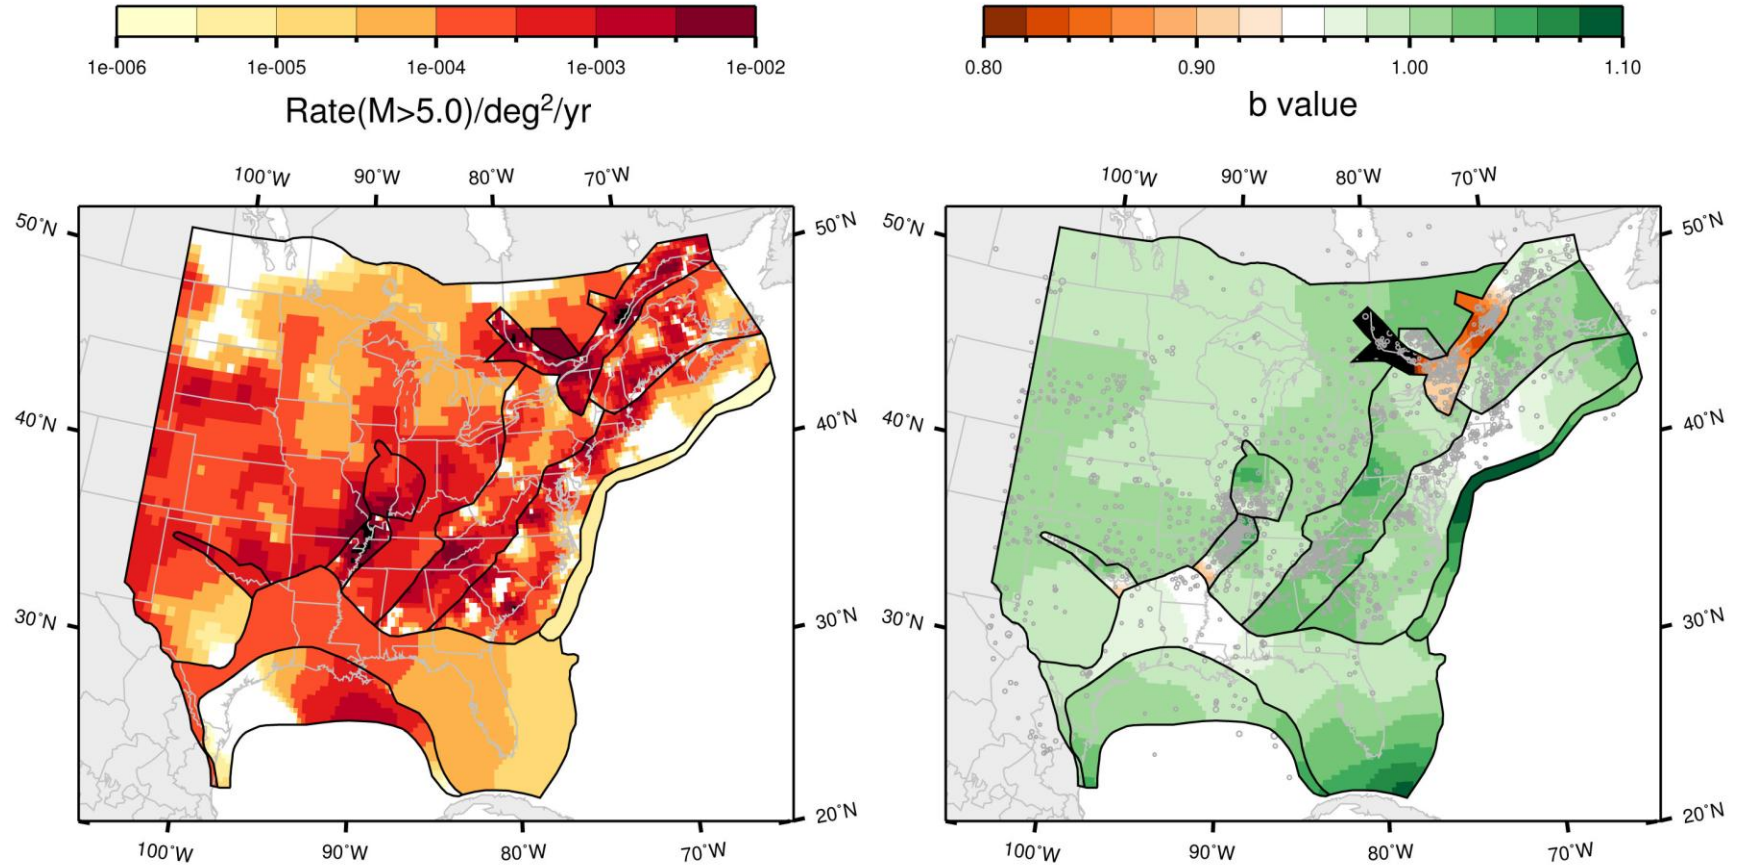 1e-006 1e-005 1e-004 1e-003 1e-002
Rate(M>5.0)/deg²/yr
0.80 0.90 1.00 1.10
b value
100˚W 90˚W 80˚W 70˚W
100˚W 90˚W 80˚W 70˚W
50˚N 50˚N 50˚N 50˚N
40˚N 40˚N 40˚N 40˚N
30˚N 30˚N 30˚N 30˚N
20˚N 20˚N
100˚W 90˚W 80˚W 70˚W
100˚W 90˚W 80˚W 70˚W